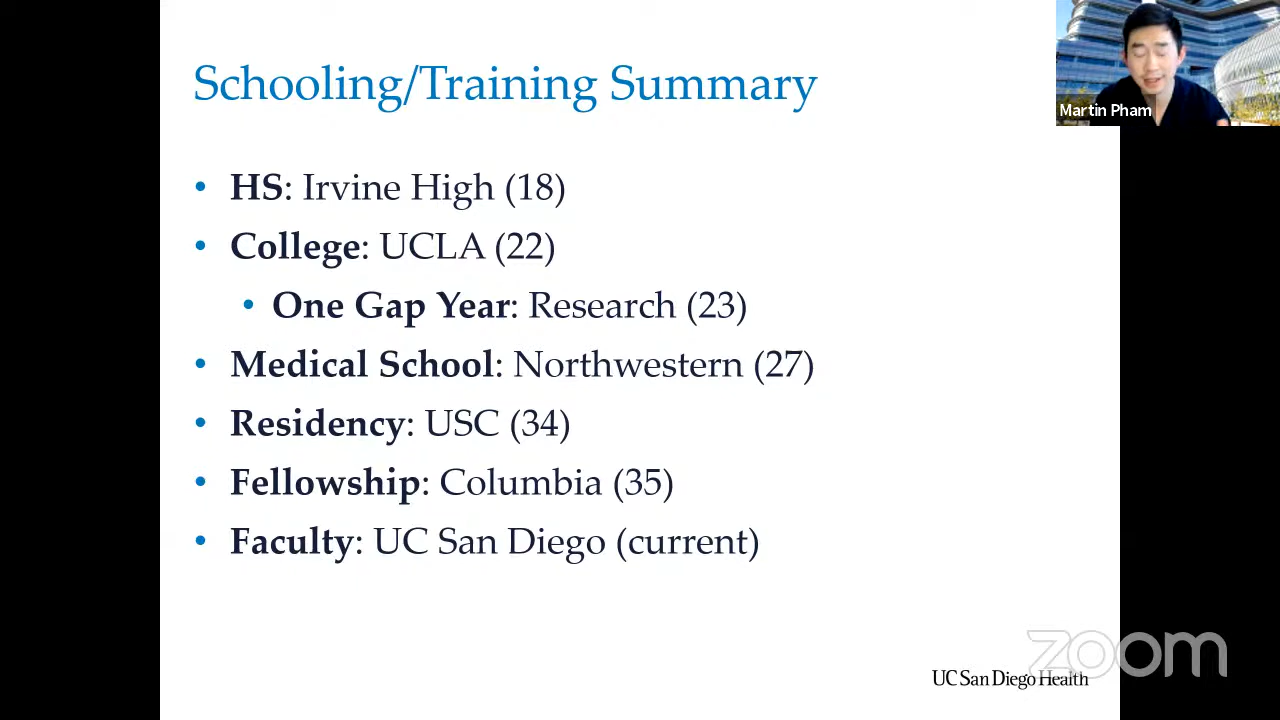 Schooling/Training Summary
Martin Pham
• HS: Irvine High (18)
• College: UCLA (22)
• One Gap Year: Research (23)
• Medical School: Northwestern (27)
• Residency: USC (34)
• Fellowship: Columbia (35)
• Faculty: UC San Diego (current)
zoom
UC San Diego Health